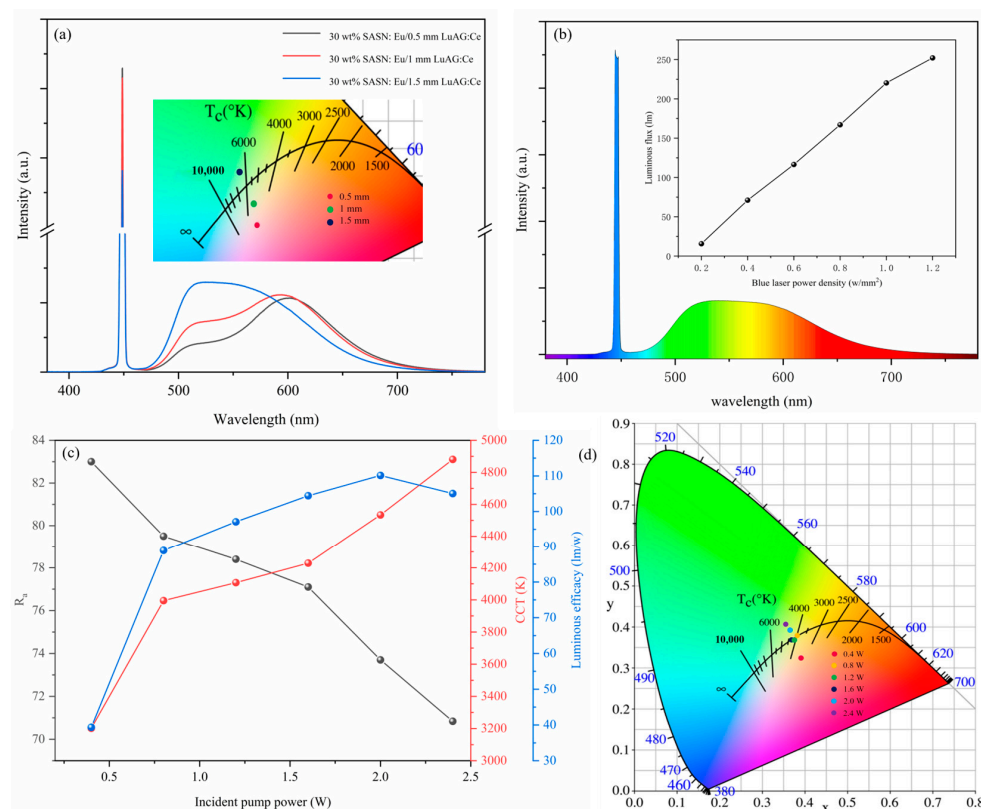 (a)
30 wt% SASN: Eu/0.5 mm LuAG:Ce
30 wt% SASN: Eu/1 mm LuAG:Ce
30 wt% SASN: Eu/1.5 mm LuAG:Ce
Tc(°K)
2500
3000
4000
6000
10,000
2000
1500
60
∞
0.5 mm
1 mm
1.5 mm
Intensity (a.u.)
400 500 600 700
Wavelength (nm)
(b)
Intensity (a.u.)
250
200
150
100
50
0
Luminous flux (lm)
0.2 0.4 0.6 0.8 1.0 1.2
Blue laser power density (w/mm²)
400 500 600 700
wavelength (nm)
(c)
84
82
80
78
76
74
72
70
Ra
5000
4800
4600
4400
4200
4000
3800
3600
3400
3200
3000
CCT (K)
120
110
100
90
80
70
60
50
40
30
Luminous efficacy (lm/w)
0.5 1.0 1.5 2.0 2.5
Incident pump power (W)
(d)
0.9
0.8
0.7
0.6
0.5
0.4
0.3
0.2
0.1
0.0
y
520
540
560
580
600
620
700
500
490
480
470
460
380
Tc(°K)
2500
3000
4000
6000
10,000
2000
1500
∞
0.4 W
0.8 W
1.2 W
1.6 W
2.0 W
2.4 W
0.0 0.1 0.2 0.3 0.4 0.5 0.6 0.7 0.8
x